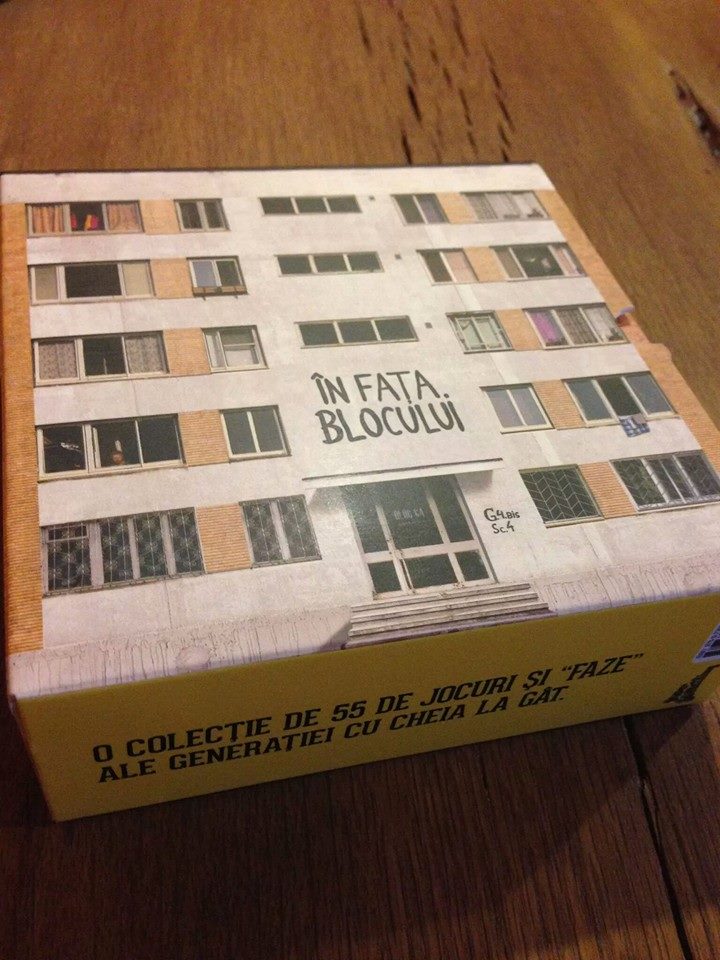 ÎN FAȚA
BLOCULUI
G4.Bis
Sc.4
O COLECȚIE DE 55 DE JOCURI ȘI “FAZE”
ALE GENERAȚIEI CU CHEIA LA GÂT.